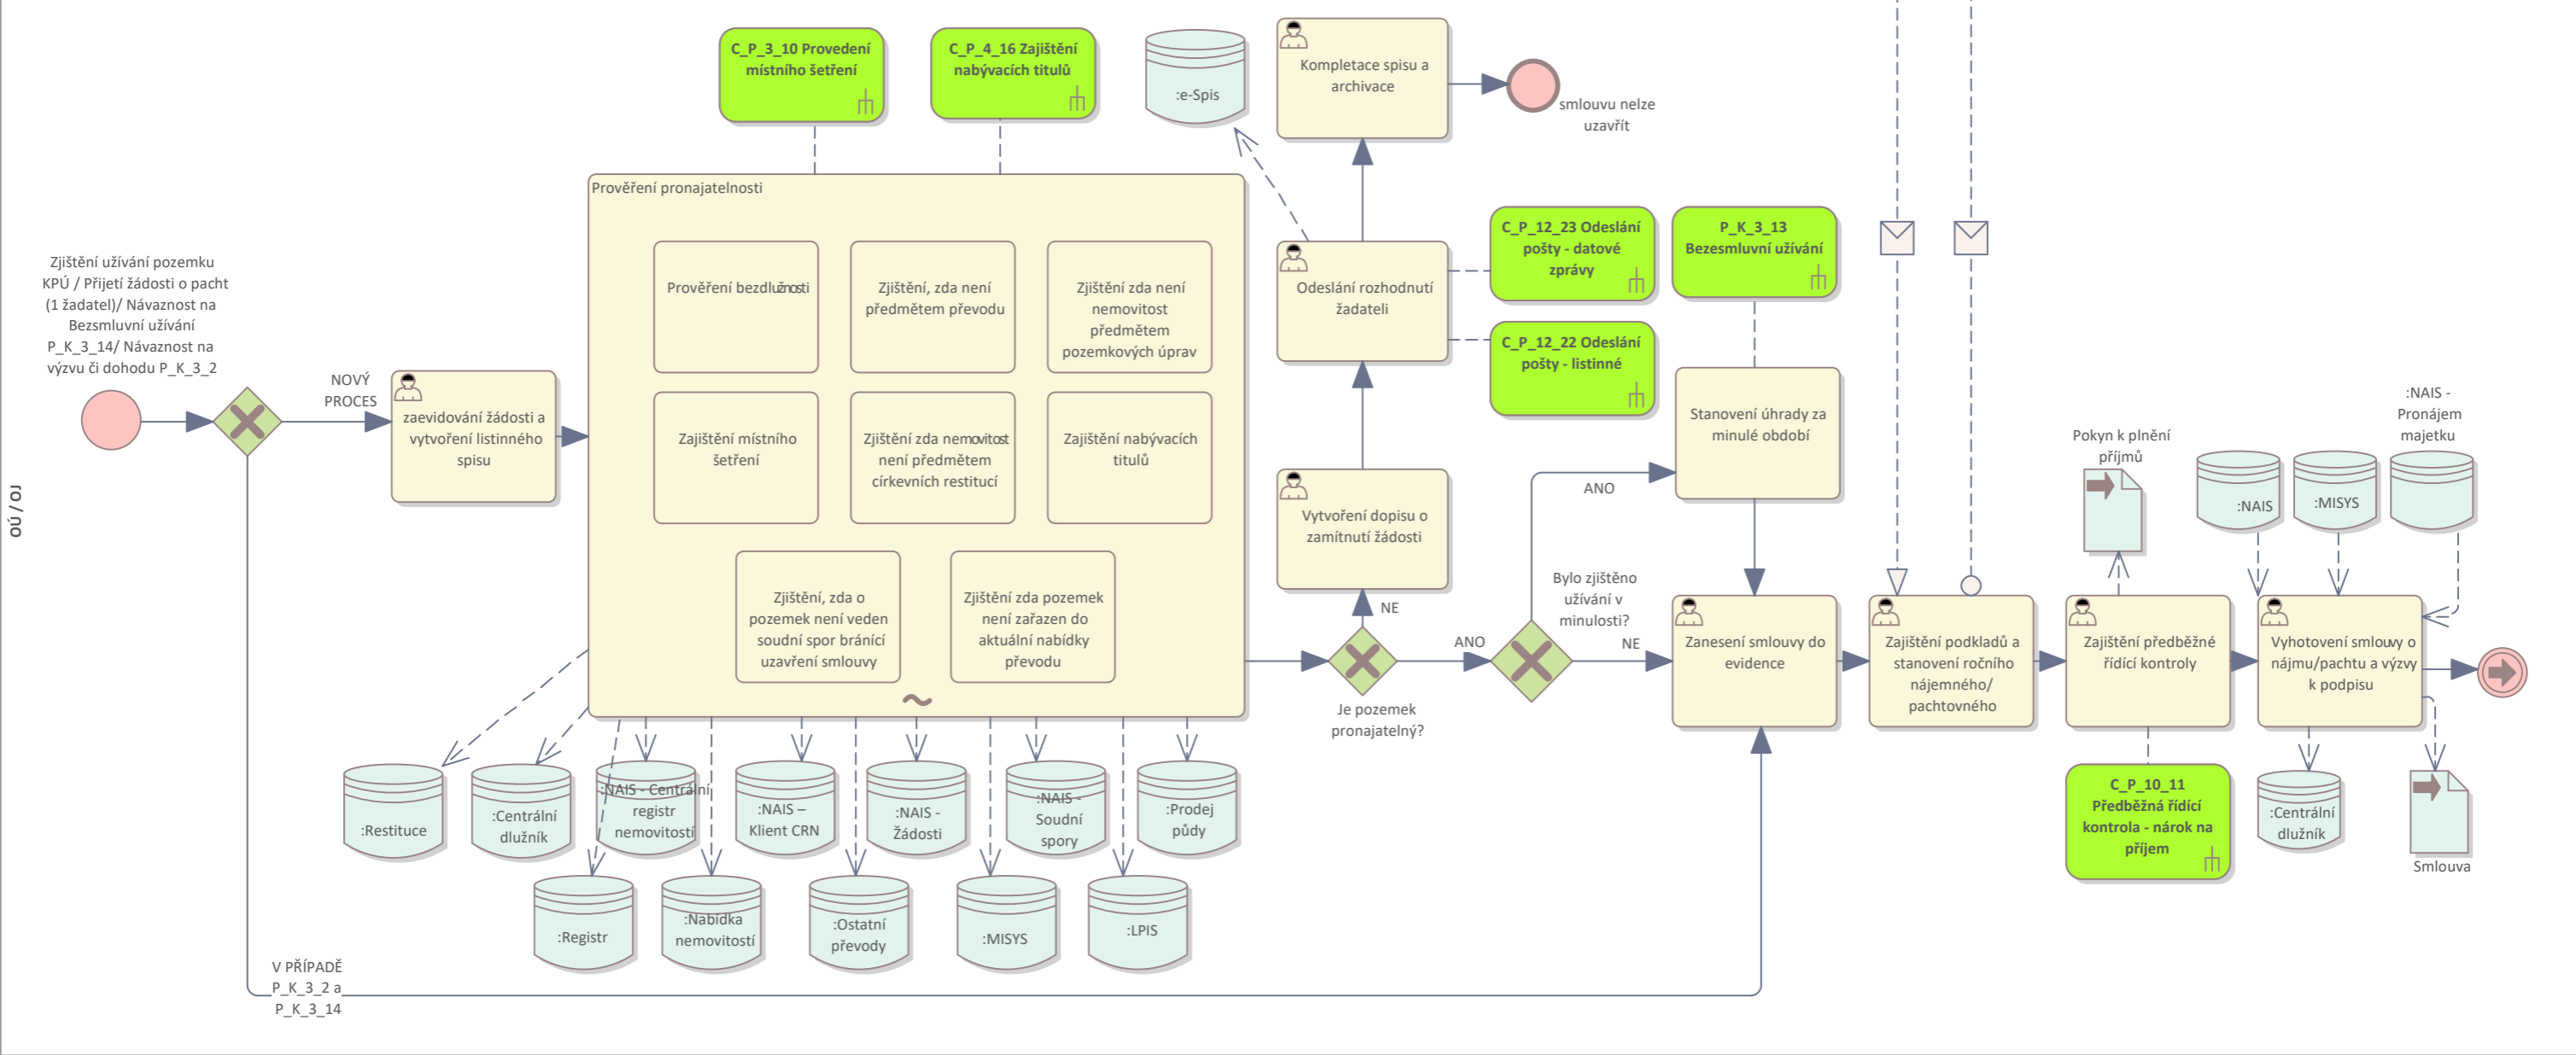 OÚ / OJ
Zjištění užívání pozemku
KPÚ / Přijetí žádosti o pacht
(1 žadatel)/ Návaznost na
Bezsmluvní užívání
P_K_3_14/ Návaznost na
výzvu či dohodu P_K_3_2
NOVÝ
PROCES
V PŘÍPADĚ
P_K_3_2 a
P_K_3_14
zaevidování žádosti a
vytvoření listinného
spisu
C_P_3_10 Provedení
místního šetření
C_P_4_16 Zajištění
nabývacích titulů
Prověření pronajatelnosti
Prověření bezdlužnosti
Zjištění, zda není
předmětem převodu
Zjištění zda není
nemovitost
předmětem
pozemkových úprav
Zajištění místního
šetření
Zjištění zda nemovitost
není předmětem
církevních restitucí
Zajištění nabývacích
titulů
Zjištění, zda o
pozemek není veden
soudní spor bránící
uzavření smlouvy
Zjištění zda pozemek
není zařazen do
aktuální nabídky
převodu
:Restituce
:Centrální
dlužník
:NAIS - Centrální
registr
nemovitostí
:NAIS –
Klient CRN
:NAIS -
Žádosti
:NAIS -
Soudní
spory
:Prodej
půdy
:Registr
:Nabídka
nemovitostí
:Ostatní
převody
:MISYS
:LPIS
:e-Spis
Kompletace spisu a
archivace
smlouvu nelze
uzavřít
Odeslání rozhodnutí
žadateli
C_P_12_23 Odeslání
pošty - datové
zprávy
C_P_12_22 Odeslání
pošty - listinné
Vytvoření dopisu o
zamítnutí žádosti
NE
Je pozemek
pronajatelný?
ANO
Bylo zjištěno
užívání v
minulosti?
ANO
NE
P_K_3_13
Bezesmluvní užívání
Stanovení úhrady za
minulé období
Zanesení smlouvy do
evidence
Zajištění podkladů a
stanovení ročního
nájemného/
pachtovného
Pokyn k plnění
příjmů
Zajištění předběžné
řídící kontroly
C_P_10_11
Předběžná řídící
kontrola - nárok na
příjem
:NAIS
:MISYS
:NAIS -
Pronájem
majetku
Vyhotovení smlouvy o
nájmu/pachtu a výzvy
k podpisu
:Centrální
dlužník
Smlouva